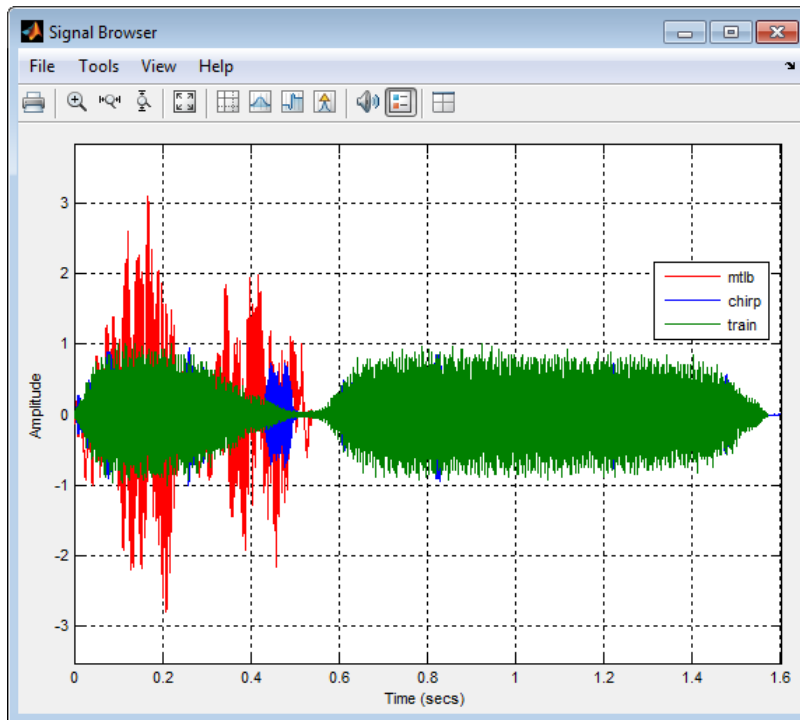 Signal Browser
File Tools View Help
3
2
1
0
-1
-2
-3
Amplitude
mtlb
chirp
train
0 0.2 0.4 0.6 0.8 1 1.2 1.4 1.6
Time (secs)